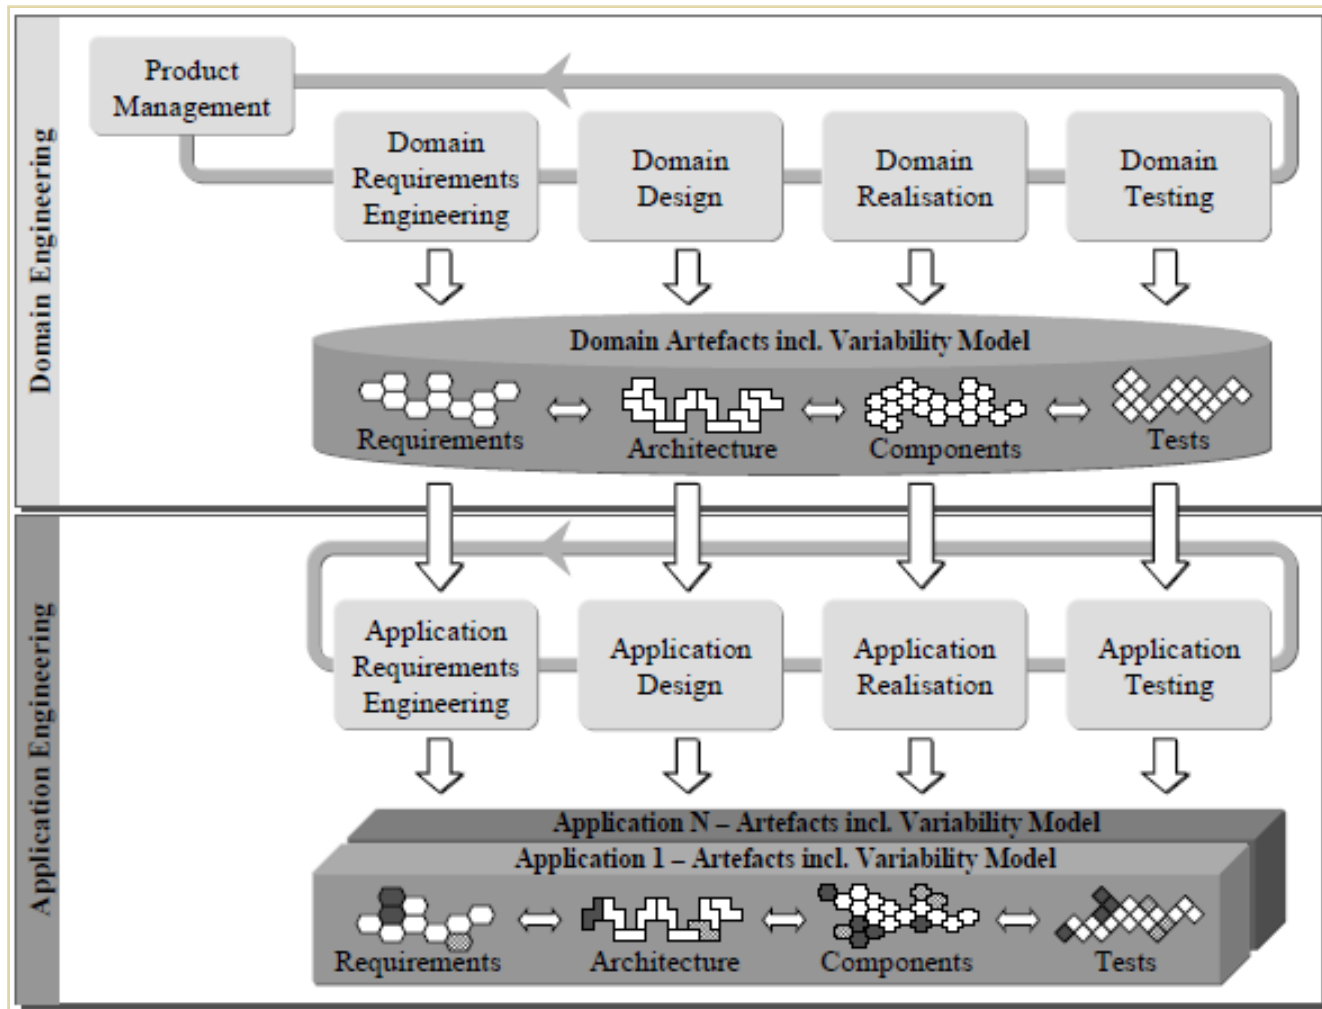 Domain Engineering
Product
Management
Domain
Requirements
Engineering
Domain
Design
Domain
Realisation
Domain
Testing
Domain Artefacts incl. Variability Model
Requirements
Architecture
Components
Tests
Application Engineering
Application
Requirements
Engineering
Application
Design
Application
Realisation
Application
Testing
Application N – Artefacts incl. Variability Model
Application 1 – Artefacts incl. Variability Model
Requirements
Architecture
Components
Tests